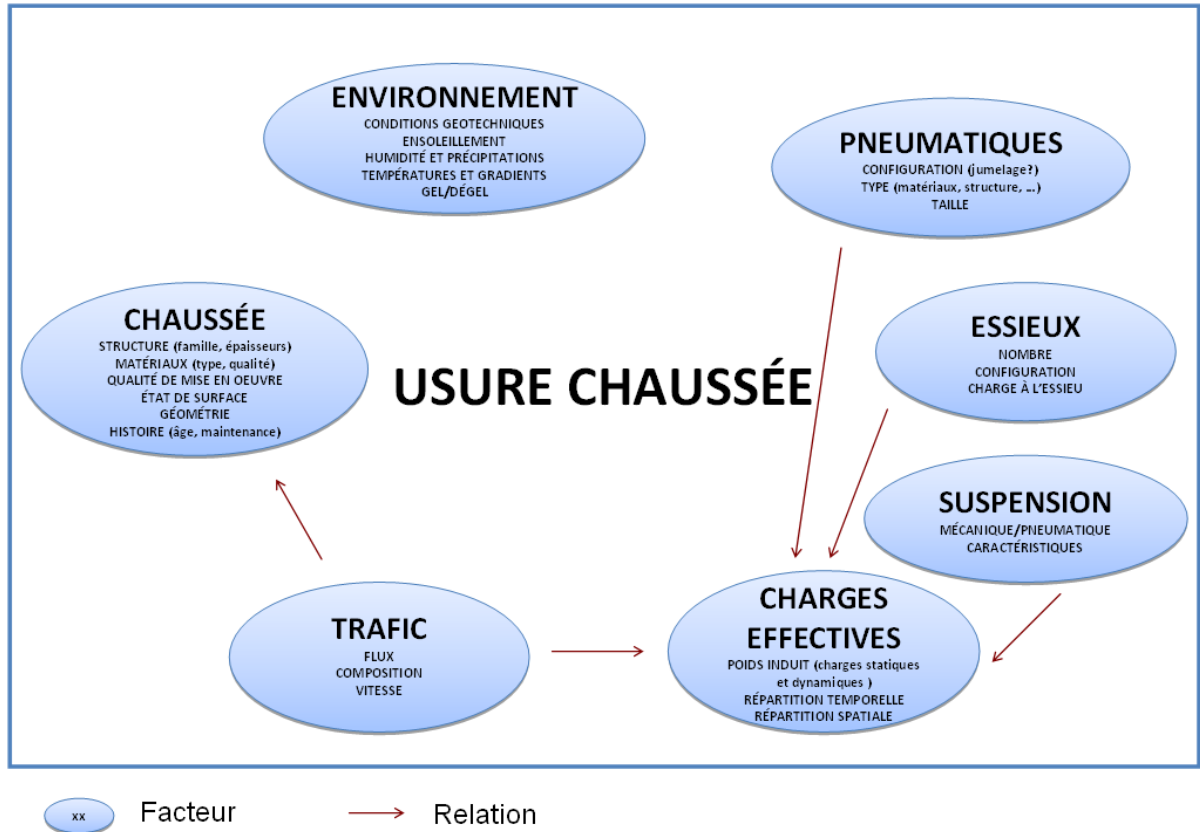 ENVIRONNEMENT
CONDITIONS GEOTECHNIQUES
ENSOLEILLEMENT
HUMIDITÉ ET PRÉCIPITATIONS
TEMPÉRATURES ET GRADIENTS
GEL/DÉGEL
PNEUMATIQUES
CONFIGURATION (jumelage?)
TYPE (matériaux, structure, ...)
TAILLE
CHAUSSÉE
STRUCTURE (famille, épaisseurs)
MATÉRIAUX (type, qualité)
QUALITÉ DE MISE EN OEUVRE
ÉTAT DE SURFACE
GÉOMÉTRIE
HISTOIRE (âge, maintenance)
USURE CHAUSSÉE
ESSIEUX
NOMBRE
CONFIGURATION
CHARGE À L'ESSIEU
SUSPENSION
MÉCANIQUE/PNEUMATIQUE
CARACTÉRISTIQUES
TRAFIC
FLUX
COMPOSITION
VITESSE
CHARGES
EFFECTIVES
POIDS INDUIT (charges statiques
et dynamiques )
RÉPARTITION TEMPORELLE
RÉPARTITION SPATIALE
xx Facteur
Relation